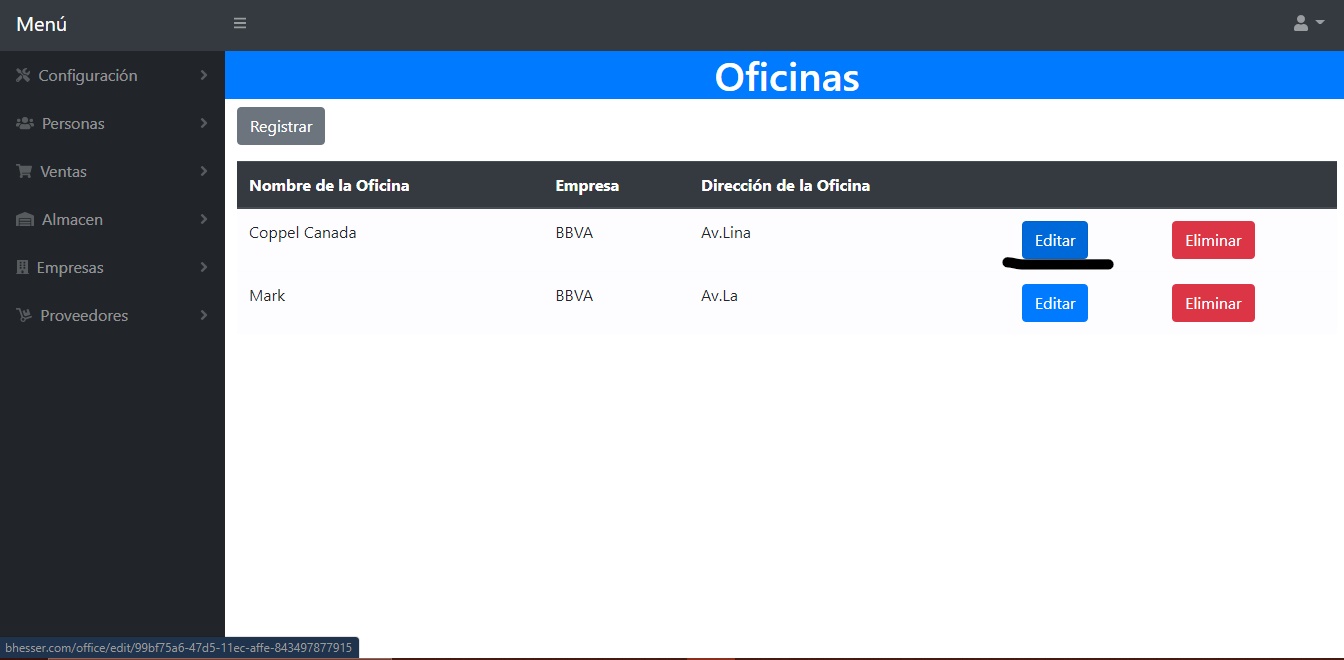 Menú
Configuración
Personas
Ventas
Almacen
Empresas
Proveedores
Oficinas
Registrar
Nombre de la Oficina Empresa Dirección de la Oficina
Coppel Canada BBVA Av.Lina Editar Eliminar
Mark BBVA Av.La Editar Eliminar
bhesser.com/office/edit/99bf75a6-47d5-11ec-affe-843497877915